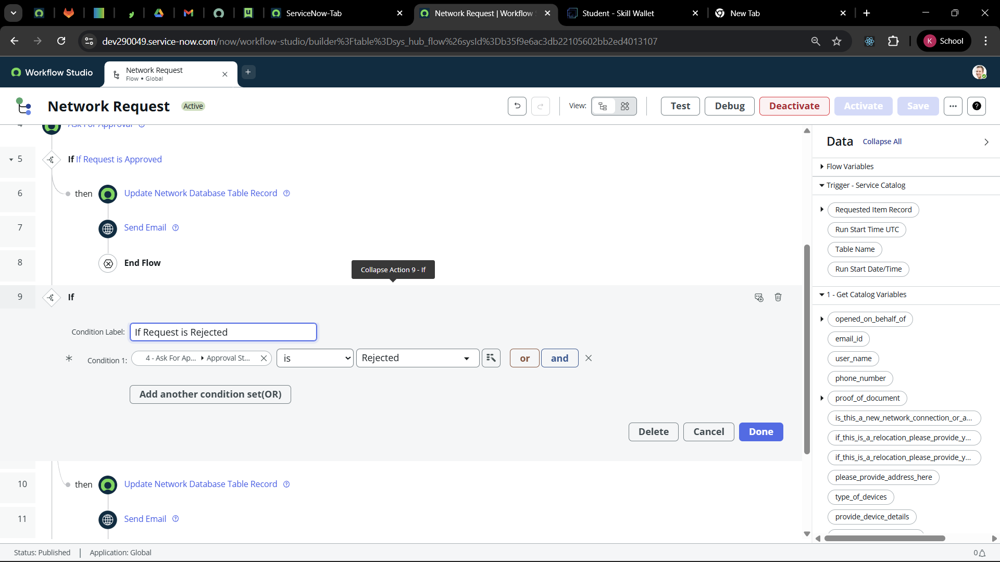 ServiceNow-Tab
Network Request | Workflow
Student - Skill Wallet
New Tab
dev290049.service-now.com/now/workflow-studio/builder%3Ftable%3Dsys_hub_flow%26sysId%3Db35f9e6ac3db22105602bb2ed4013107
K School
Workflow Studio
Network Request
Flow • Global
Network Request
Active
View:
Test
Debug
Deactivate
Activate
Save
4
Ask For Approval
5
If If Request is Approved
6
then
Update Network Database Table Record
7
Send Email
8
End Flow
Collapse Action 9 - If
9
If
Condition Label:
If Request is Rejected
* Condition 1:
4 - Ask For Ap... Approval St...
is
Rejected
or
and
Add another condition set(OR)
Delete
Cancel
Done
10
then
Update Network Database Table Record
11
Send Email
Data
Collapse All
Flow Variables
Trigger - Service Catalog
Requested Item Record
Run Start Time UTC
Table Name
Run Start Date/Time
1 - Get Catalog Variables
opened_on_behalf_of
email_id
user_name
phone_number
proof_of_document
is_this_a_new_network_connection_or_a...
if_this_is_a_relocation_please_provide_y...
if_this_is_a_relocation_please_provide_y...
please_provide_address_here
type_of_devices
provide_device_details
Status: Published
Application: Global
0